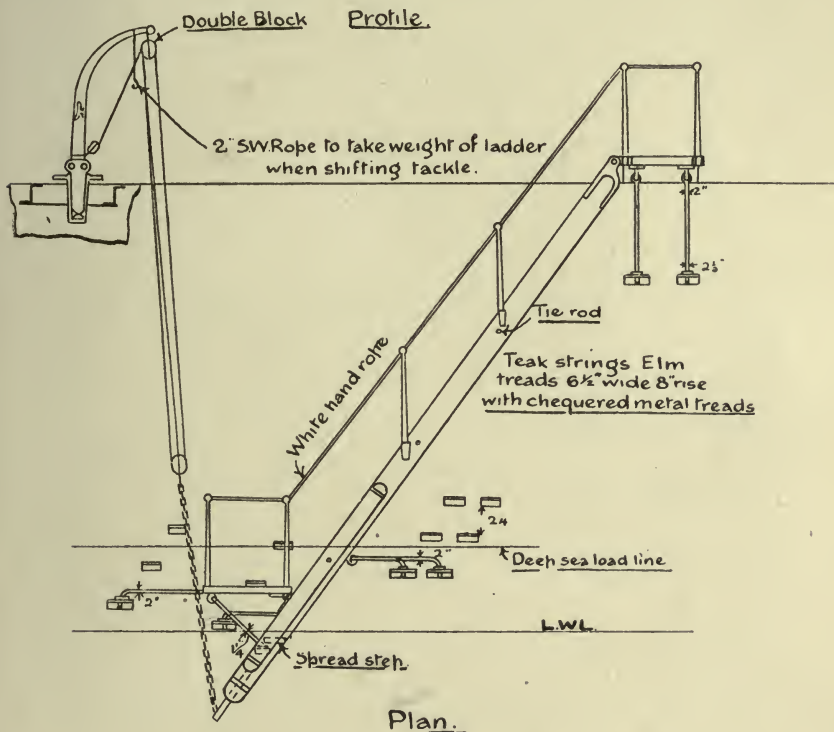 Double Block
Profile.
2" S.W.Rope to take weight of ladder
when shifting tackle.
2"
2½"
Tie rod
Teak strings Elm
treads 6½" wide 8" rise
with chequered metal treads
White hand rope
24
2"
Deep sea load line
2"
L.W.L.
Spread step.
Plan.